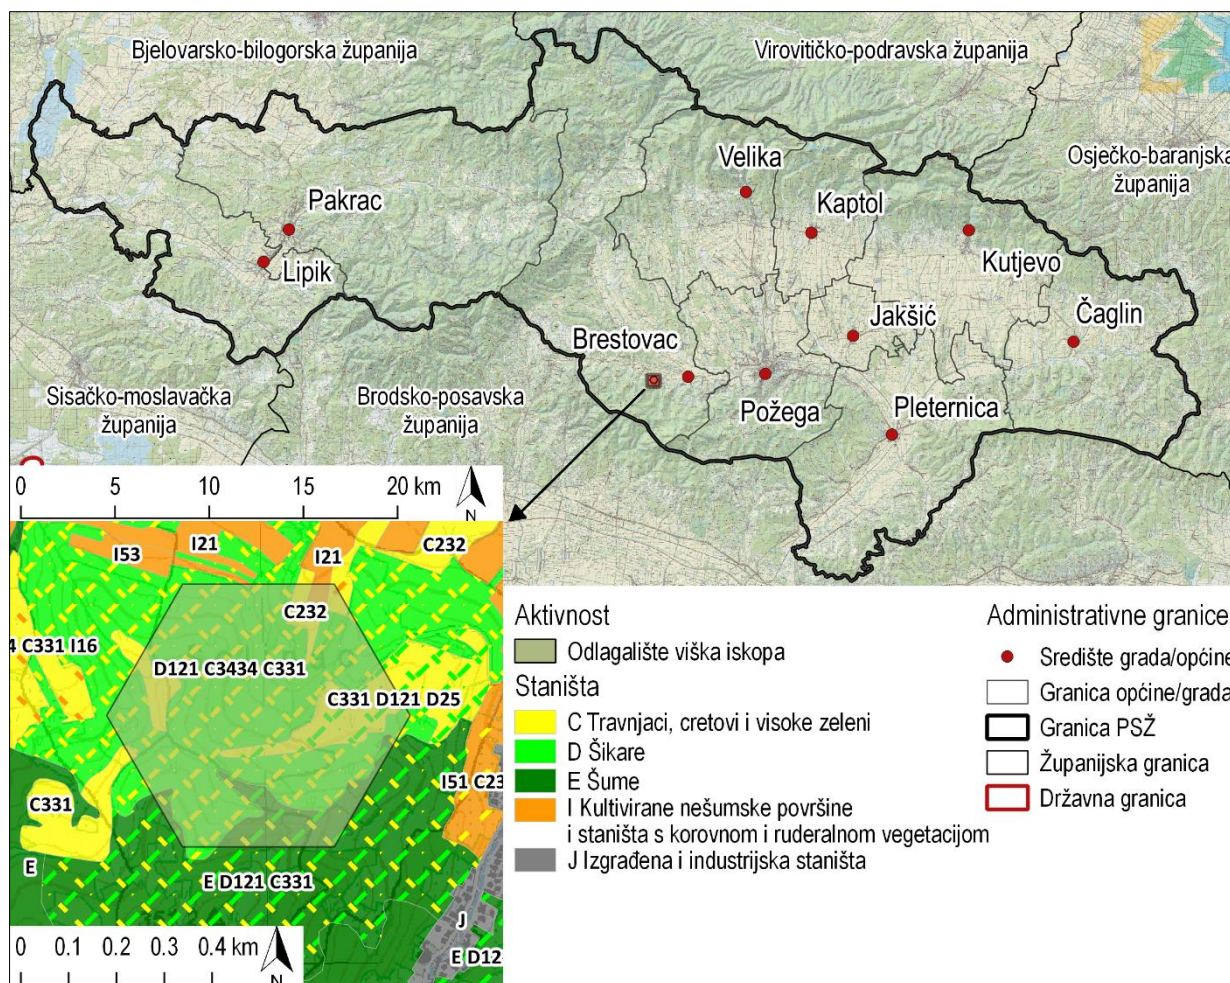 Bjelovarsko-bilogorska županija
Virovitičko-podravska županija
Osječko-baranjska
županija
Velika
Kaptol
Pakrac
Lipik
Kutjevo
Čaglin
Jakšić
Brestovac
Požega
Pleternica
Sisačko-moslavačka
županija
Brodsko-posavska
županija
0 5 10 15 20 km
N
I53
I21
I21
C232
C232
4 C331 I16
D121 C3434 C331
C331 D121 D25
I51 C23
C331
E
E D121 C331
J
E D12
0 0.1 0.2 0.4 km
N
Aktivnost
Odlagalište viška iskopa
Staništa
C Travnjaci, cretovi i visoke zeleni
D Šikare
E Šume
I Kultivirane nešumske površine
i staništa s korovnom i ruderalnom vegetacijom
J Izgrađena i industrijska staništa
Administrativne granice
Središte grada/općine
Granica općine/grada
Granica PSŽ
Županijska granica
Državna granica